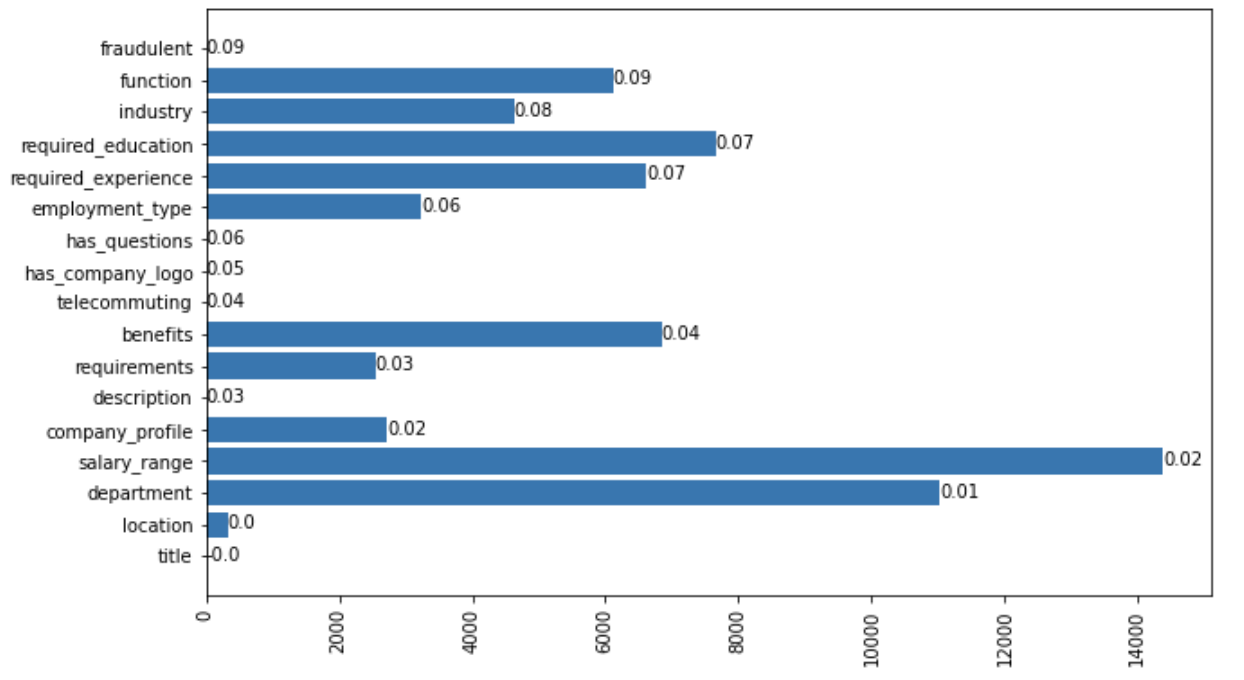 fraudulent 0.09
function 0.09
industry 0.08
required_education 0.07
required_experience 0.07
employment_type 0.06
has_questions 0.06
has_company_logo 0.05
telecommuting 0.04
benefits 0.04
requirements 0.03
description 0.03
company_profile 0.02
salary_range 0.02
department 0.01
location 0.0
title -0.0
0 2000 4000 6000 8000 10000 12000 14000